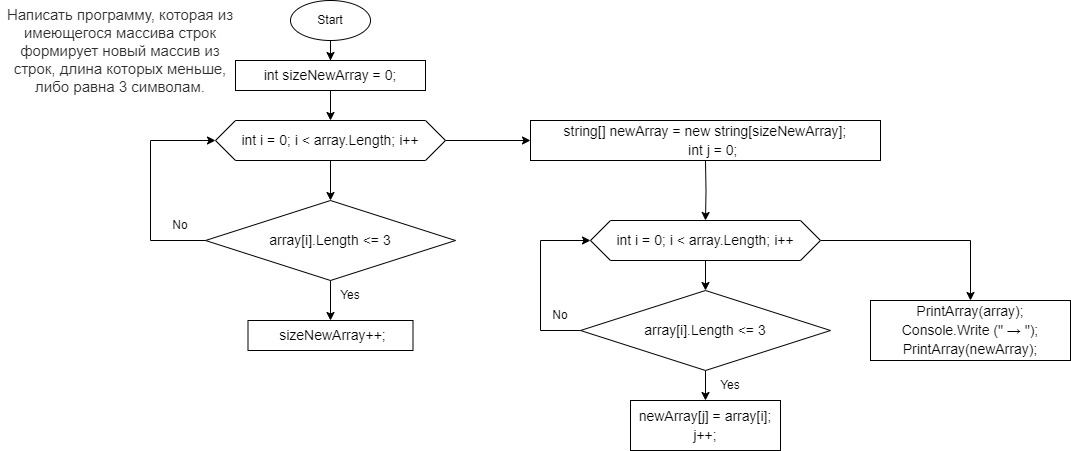 Написать программу, которая из
имеющегося массива строк
формирует новый массив из
строк, длина которых меньше,
либо равна 3 символам.
Start
int sizeNewArray = 0;
int i = 0; i < array.Length; i++
string[] newArray = new string[sizeNewArray];
int j = 0;
No
array[i].Length <= 3
Yes
sizeNewArray++;
int i = 0; i < array.Length; i++
No
array[i].Length <= 3
Yes
newArray[j] = array[i];
j++;
PrintArray(array);
Console.Write (" → ");
PrintArray(newArray);